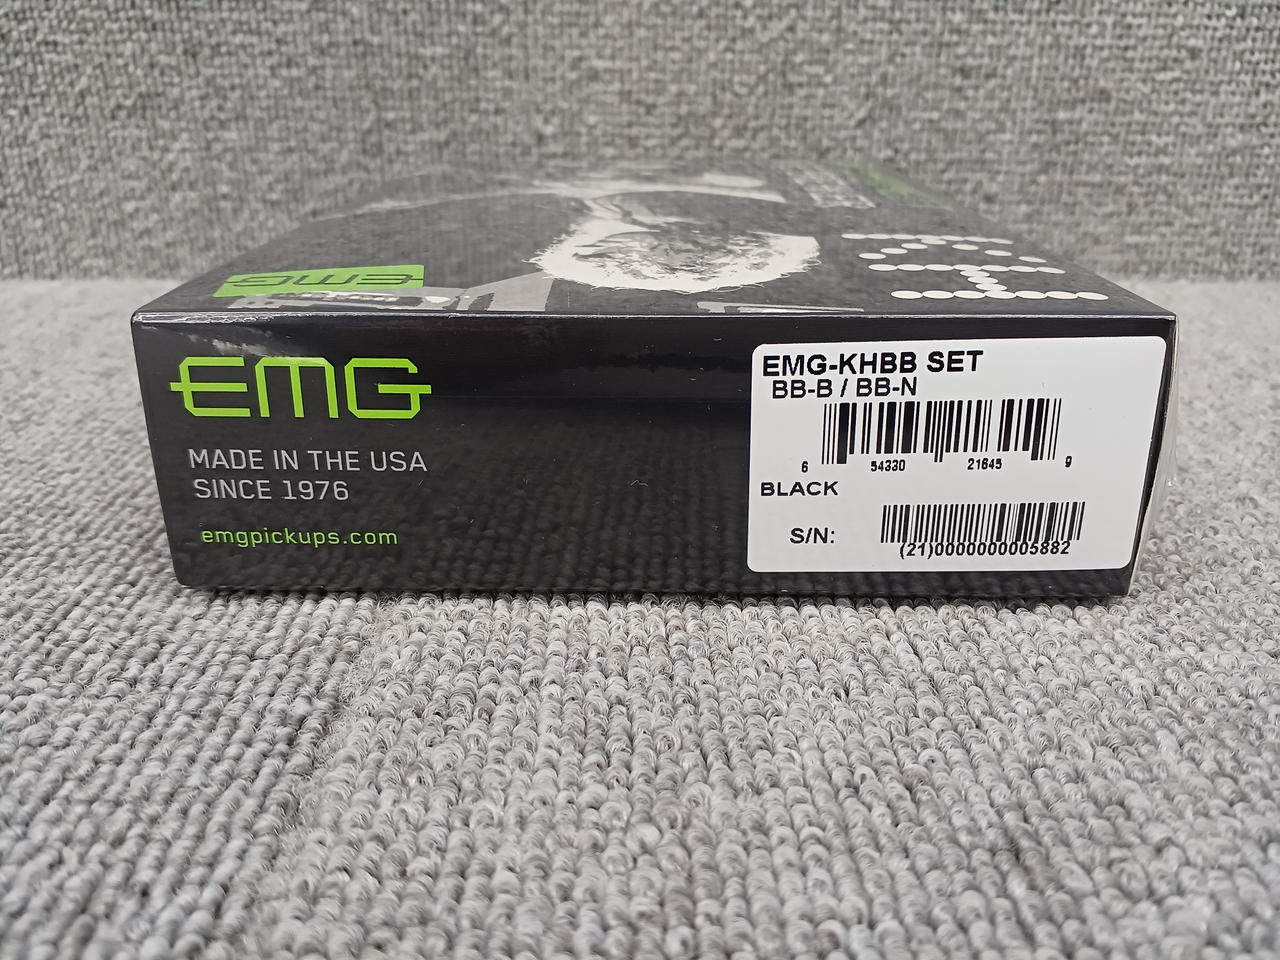 EMG
EMG
MADE IN THE USA
SINCE 1976
emgpickups.com
EMG-KHBB SET
BB-B / BB-N
6 54330 21645 9
BLACK
S/N:
(21)0000000005882